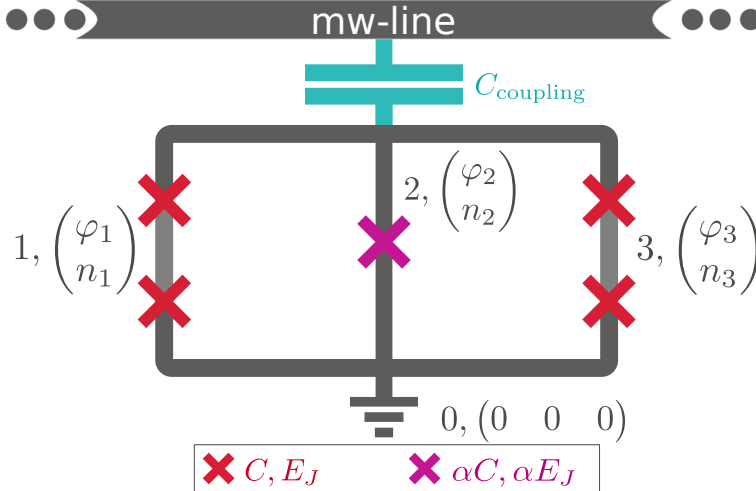 mw-line
C_coupling
2, (φ₂ n₂)
1, (φ₁ n₁)
3, (φ₃ n₃)
0, (0 0 0)
C, E_J αC, αE_J